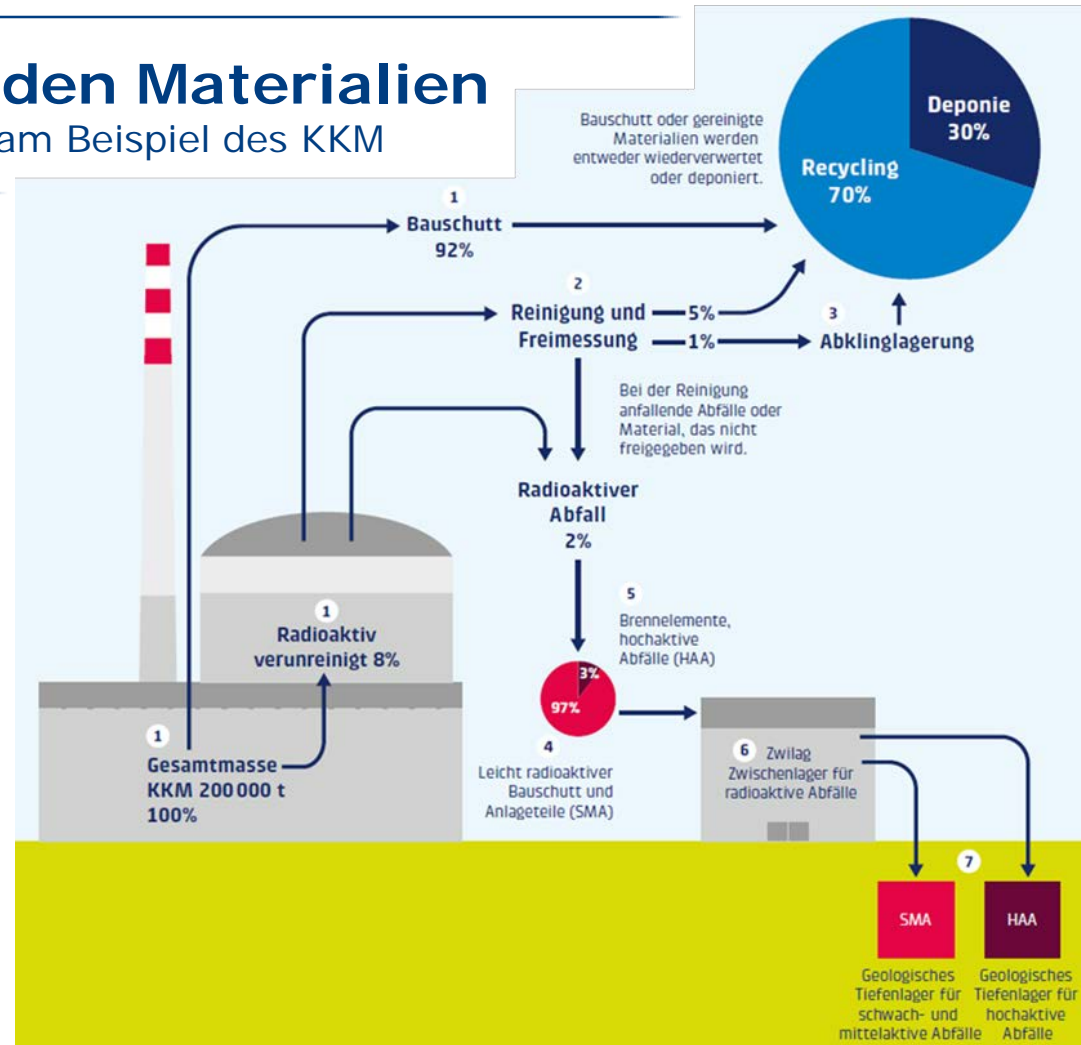 den Materialien
am Beispiel des KKM
Bauschutt oder gereinigte
Materialien werden
entweder wiederverwertet
oder deponiert.
Deponie
30%
Recycling
70%
1
Bauschutt
92%
2
Reinigung und
Freimessung
5%
1%
3
Abklinglagerung
Bei der Reinigung
anfallende Abfälle oder
Material, das nicht
freigegeben wird.
Radioaktiver
Abfall
2%
1
Radioaktiv
verunreinigt 8%
5
Brennelemente,
hochaktive
Abfälle (HAA)
3%
97%
1
Gesamtmasse
KKM 200 000 t
100%
4
Leicht radioaktiver
Bauschutt und
Anlageteile (SMA)
6 Zwilag
Zwischenlager für
radioaktive Abfälle
7
SMA
HAA
Geologisches
Tiefenlager für
schwach- und
mittelaktive Abfälle
Geologisches
Tiefenlager für
hochaktive
Abfälle